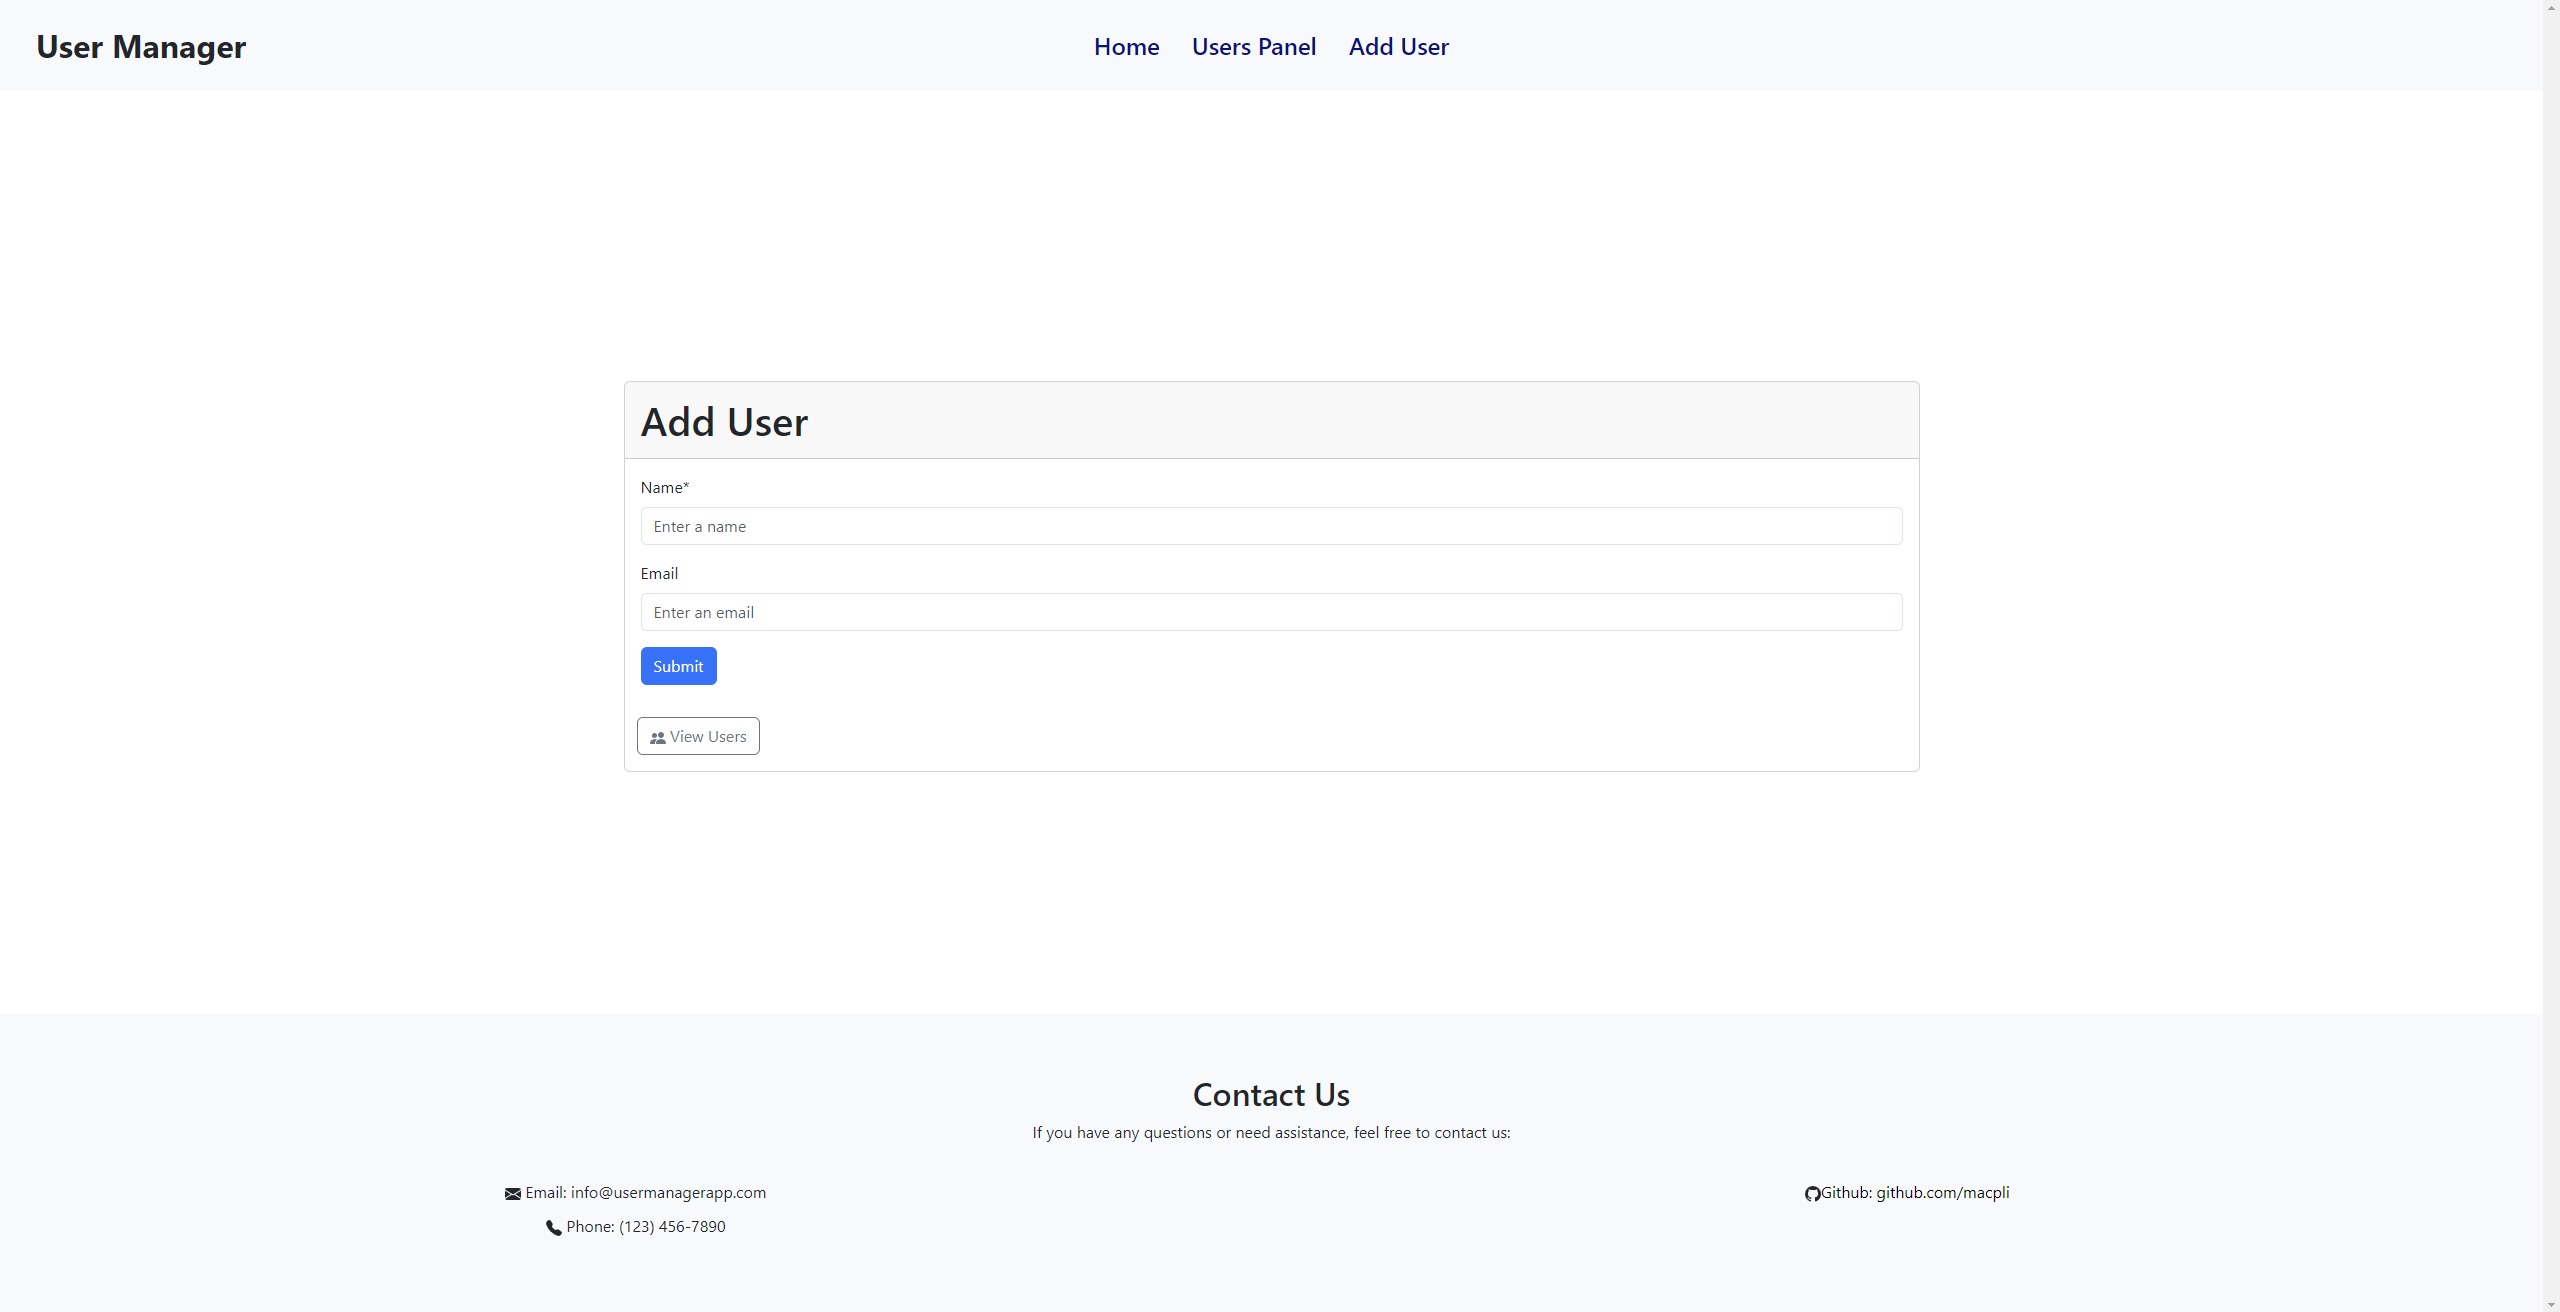 User Manager
Home Users Panel Add User
Add User
Name*
Enter a name
Email
Enter an email
Submit
View Users
Contact Us
If you have any questions or need assistance, feel free to contact us:
Email: info@usermanagerapp.com
Phone: (123) 456-7890
Github: github.com/macpli